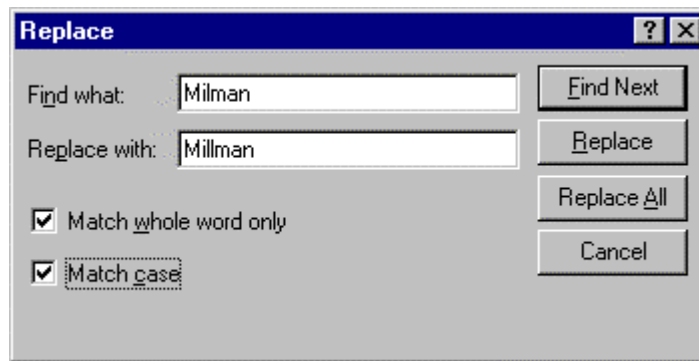 Replace
Find what: Milman
Find Next
Replace with: Millman
Replace
Replace All
Match whole word only
Cancel
Match case